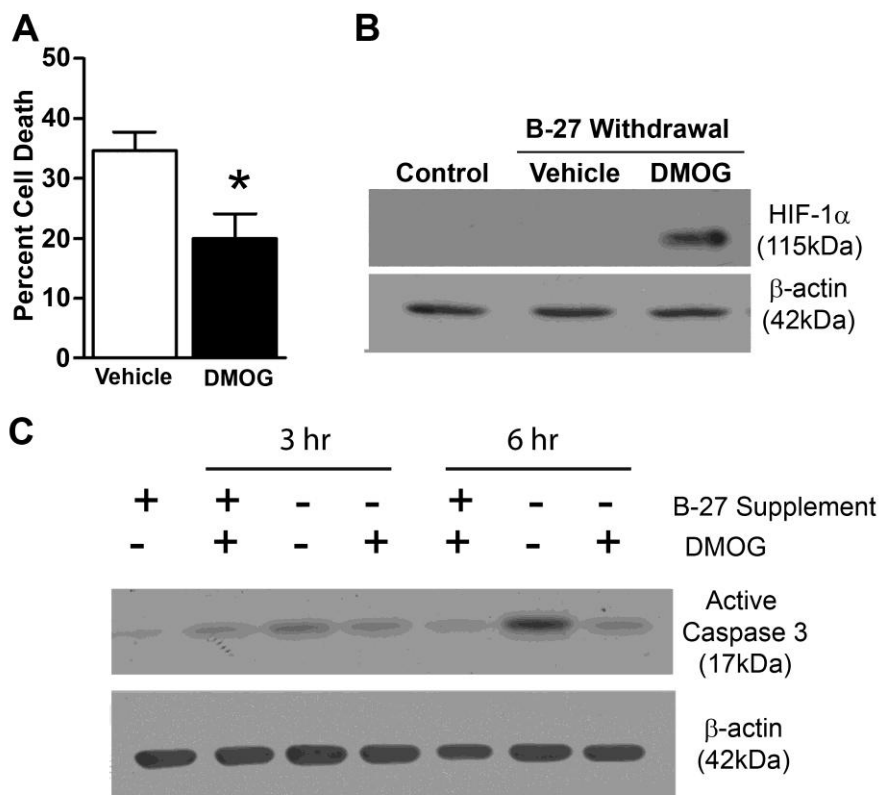 A
50
40
30
20
10
0
Percent Cell Death
*
Vehicle DMOG
B
B-27 Withdrawal
Control Vehicle DMOG
HIF-1α
(115kDa)
β-actin
(42kDa)
C
3 hr 6 hr
+ + - - + - - B-27 Supplement
- + - + + - + DMOG
Active
Caspase 3
(17kDa)
β-actin
(42kDa)